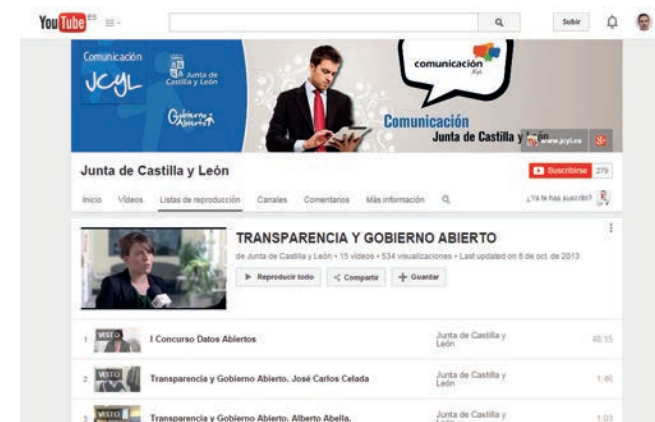 YouTube ES
Subir
Comunicación
JCYL
Junta de
Castilla y León
Gobierno
Abierto
comunicación
jcyl
Comunicación
Junta de Castilla y León
www.jcyl.es
Junta de Castilla y León
Suscribirse 279
Inicio Vídeos Listas de reproducción Canales Comentarios Más información
¿Ya te has suscrito?
TRANSPARENCIA Y GOBIERNO ABIERTO
de Junta de Castilla y León • 15 vídeos • 534 visualizaciones • Last updated on 8 de oct. de 2013
Reproducir todo Compartir Guardar
1 VISTO I Concurso Datos Abiertos Junta de Castilla y
León 48:15
2 VISTO Transparencia y Gobierno Abierto. José Carlos Celada Junta de Castilla y
León 1:46
3 VISTO Transparencia y Gobierno Abierto. Alberto Abella. Junta de Castilla y
León 1:03